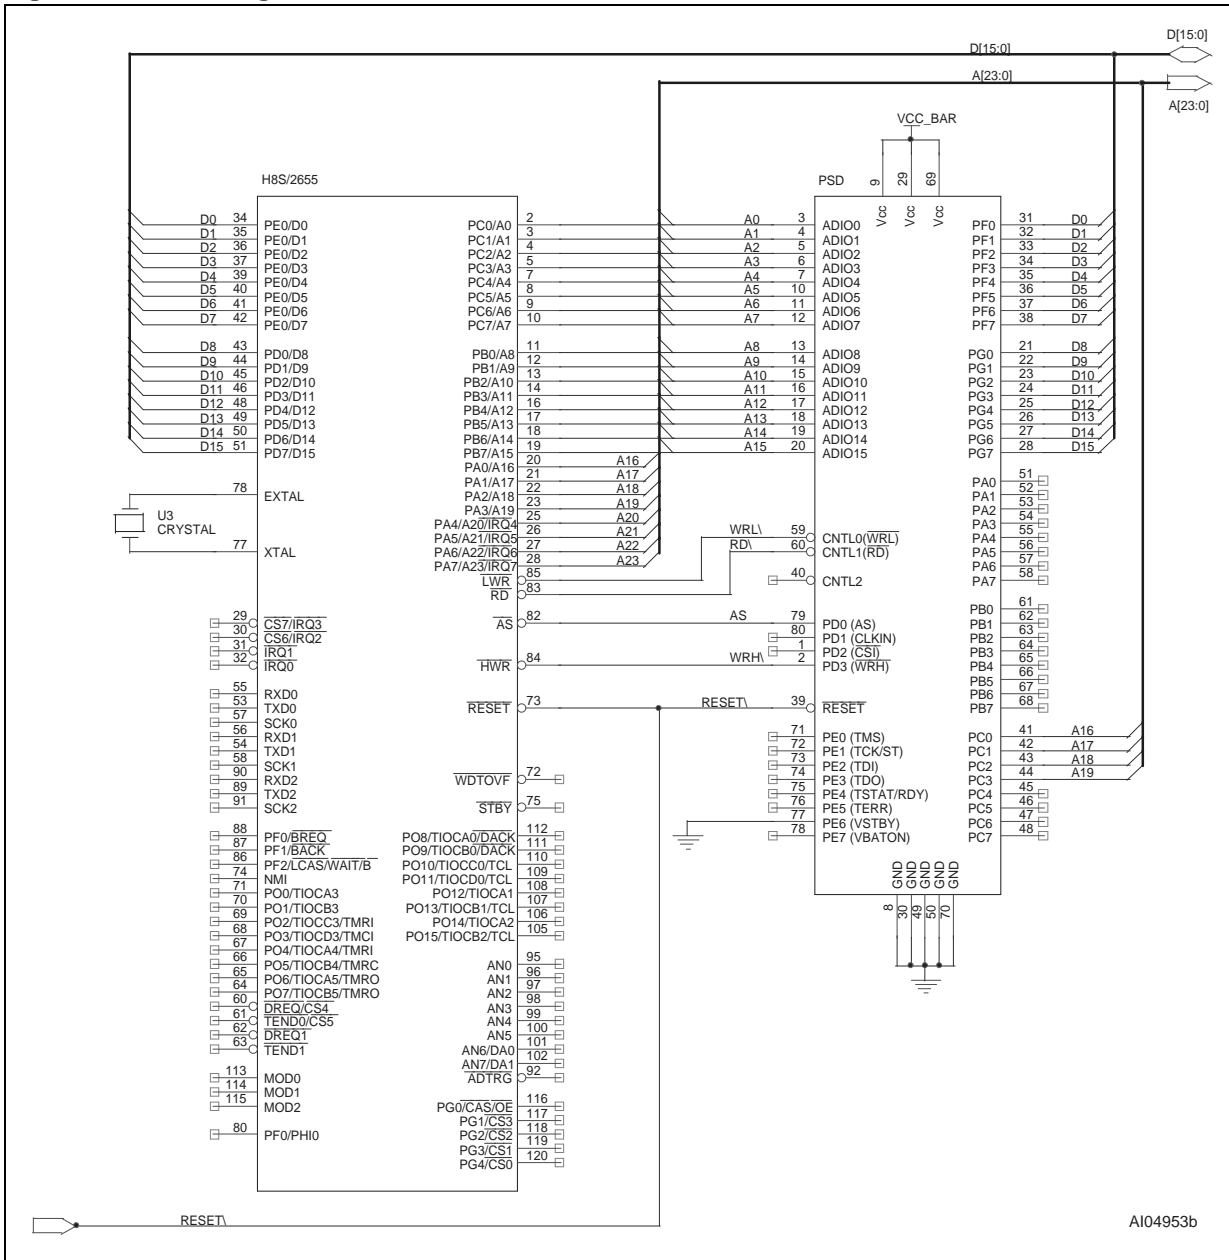 D[15:0]
D[15:0]
A[23:0]
A[23:0]
VCC_BAR
H8S/2655
PSD
9 29 69
Vcc Vcc Vcc
D0 34 PE0/D0 PC0/A0 2 A0 3 ADIO0 PF0 31 D0
D1 35 PE0/D1 PC1/A1 3 A1 4 ADIO1 PF1 32 D1
D2 36 PE0/D2 PC2/A2 4 A2 5 ADIO2 PF2 33 D2
D3 37 PE0/D3 PC3/A3 5 A3 6 ADIO3 PF3 34 D3
D4 39 PE0/D4 PC4/A4 7 A4 7 ADIO4 PF4 35 D4
D5 40 PE0/D5 PC5/A5 8 A5 10 ADIO5 PF5 36 D5
D6 41 PE0/D6 PC6/A6 9 A6 11 ADIO6 PF6 37 D6
D7 42 PE0/D7 PC7/A7 10 A7 12 ADIO7 PF7 38 D7
D8 43 PD0/D8 PB0/A8 11 A8 13 ADIO8 PG0 21 D8
D9 44 PD1/D9 PB1/A9 12 A9 14 ADIO9 PG1 22 D9
D10 45 PD2/D10 PB2/A10 13 A10 15 ADIO10 PG2 23 D10
D11 46 PD3/D11 PB3/A11 14 A11 16 ADIO11 PG3 24 D11
D12 48 PD4/D12 PB4/A12 16 A12 17 ADIO12 PG4 25 D12
D13 49 PD5/D13 PB5/A13 17 A13 18 ADIO13 PG5 26 D13
D14 50 PD6/D14 PB6/A14 18 A14 19 ADIO14 PG6 27 D14
D15 51 PD7/D15 PB7/A15 19 A15 20 ADIO15 PG7 28 D15
PA0/A16 20 A16
PA1/A17 21 A17 PA0 51
PA2/A18 22 A18 PA1 52
78 EXTAL PA3/A19 23 A19 PA2 53
U3 PA4/A20/IRQ4 25 A20 PA3 54
CRYSTAL PA5/A21/IRQ5 26 A21 WRL\ 59 CNTL0(WRL) PA4 55
77 XTAL PA6/A22/IRQ6 27 A22 RD\ 60 CNTL1(RD) PA5 56
PA7/A23/IRQ7 28 A23 PA6 57
LWR 85 40 CNTL2 PA7 58
RD 83
PB0 61
29 CS7/IRQ3 AS 82 AS 79 PD0 (AS) PB1 62
30 CS6/IRQ2 80 PD1 (CLKIN) PB2 63
31 IRQ1 1 PD2 (CSI) PB3 64
32 IRQ0 HWR 84 WRH\ 2 PD3 (WRH) PB4 65
PB5 66
55 RXD0 PB6 67
53 TXD0 RESET 73 RESET\ 39 RESET PB7 68
57 SCK0
56 RXD1 71 PE0 (TMS) PC0 41 A16
54 TXD1 72 PE1 (TCK/ST) PC1 42 A17
58 SCK1 73 PE2 (TDI) PC2 43 A18
90 RXD2 WDTOVF 72 74 PE3 (TDO) PC3 44 A19
89 TXD2 75 PE4 (TSTAT/RDY) PC4 45
91 SCK2 STBY 75 76 PE5 (TERR) PC5 46
77 PE6 (VSTBY) PC6 47
88 PF0/BREQ PO8/TIOCA0/DACK 112 78 PE7 (VBATON) PC7 48
87 PF1/BACK PO9/TIOCB0/DACK 111
86 PF2/LCAS/WAIT/B PO10/TIOCC0/TCL 110
74 NMI PO11/TIOCD0/TCL 109
71 PO0/TIOCA3 PO12/TIOCA1 108 GND GND GND GND GND
70 PO1/TIOCB3 PO13/TIOCB1/TCL 107 8 30 49 50 70
69 PO2/TIOCC3/TMRI PO14/TIOCA2 106
68 PO3/TIOCD3/TMCI PO15/TIOCB2/TCL 105
67 PO4/TIOCA4/TMRI
66 PO5/TIOCB4/TMRC AN0 95
65 PO6/TIOCA5/TMRO AN1 96
64 PO7/TIOCB5/TMRO AN2 97
60 DREQ/CS4 AN3 98
61 TEND0/CS5 AN4 99
62 DREQ1 AN5 100
63 TEND1 AN6/DA0 101
AN7/DA1 102
113 MOD0 ADTRG 92
114 MOD1
115 MOD2 PG0/CAS/OE 116
PG1/CS3 117
80 PF0/PHI0 PG2/CS2 118
PG3/CS1 119
PG4/CS0 120
RESET\
AI04953b